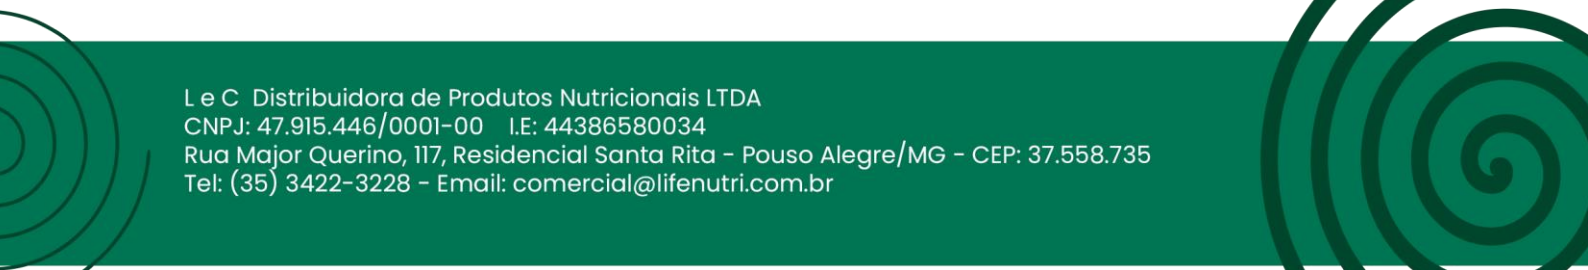 L e C Distribuidora de Produtos Nutricionais LTDA
CNPJ: 47.915.446/0001-00 I.E: 44386580034
Rua Major Querino, 117, Residencial Santa Rita - Pouso Alegre/MG - CEP: 37.558.735
Tel: (35) 3422-3228 - Email: comercial@lifenutri.com.br